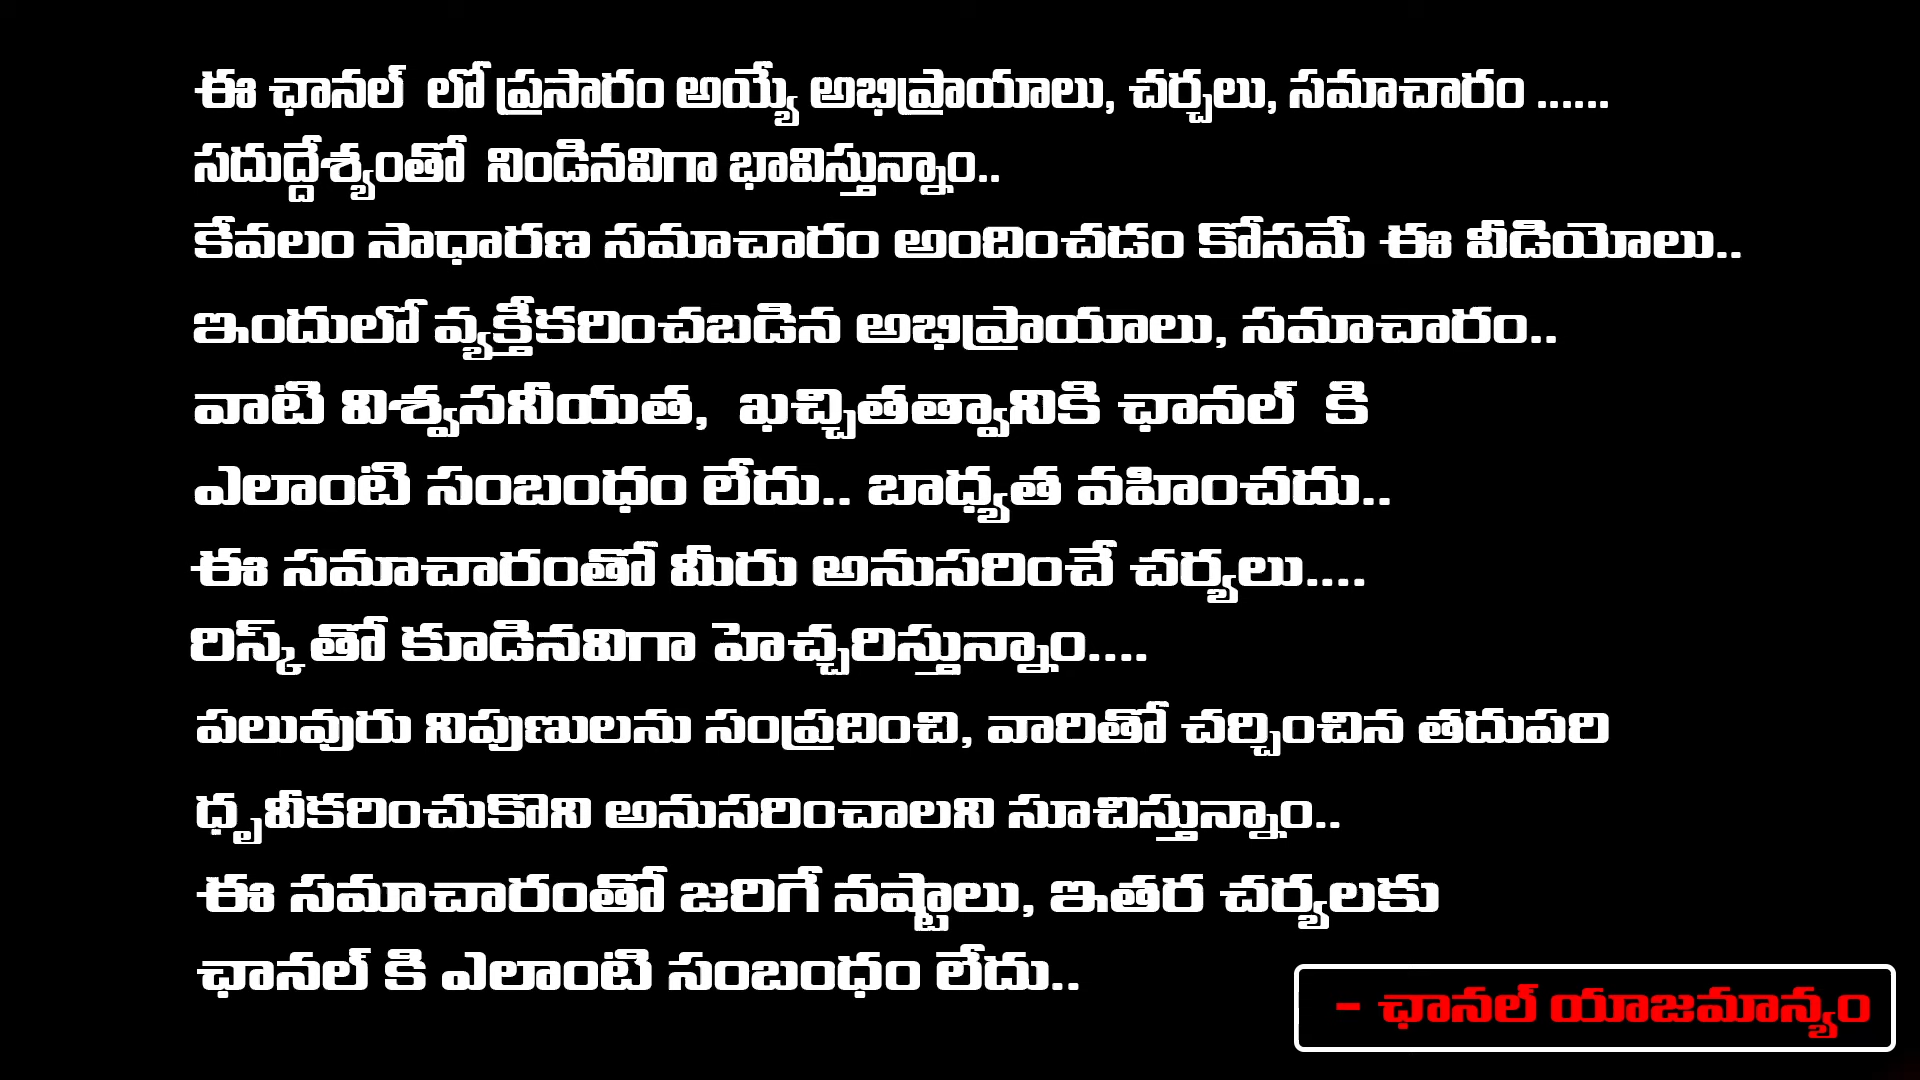 ఈ ఛానల్ లో ప్రసారం అయ్యే అభిప్రాయాలు, చర్చలు, సమాచారం ......
సదుద్దేశ్యంతో నిండినవిగా భావిస్తున్నాం..
కేవలం సాధారణ సమాచారం అందించడం కోసమే ఈ వీడియోలు..
ఇందులో వ్యక్తీకరించబడిన అభిప్రాయాలు, సమాచారం..
వాటి విశ్వసనీయత, ఖచ్చితత్వానికి ఛానల్ కి
ఎలాంటి సంబంధం లేదు.. బాధ్యత వహించదు..
ఈ సమాచారంతో మీరు అనుసరించే చర్యలు....
రిస్క్ తో కూడినవిగా హెచ్చరిస్తున్నాం....
పలువురు నిపుణులను సంప్రదించి, వారితో చర్చించిన తదుపరి
ధృవీకరించుకొని అనుసరించాలని సూచిస్తున్నాం..
ఈ సమాచారంతో జరిగే నష్టాలు, ఇతర చర్యలకు
ఛానల్ కి ఎలాంటి సంబంధం లేదు..
- ఛానల్ యాజమాన్యం